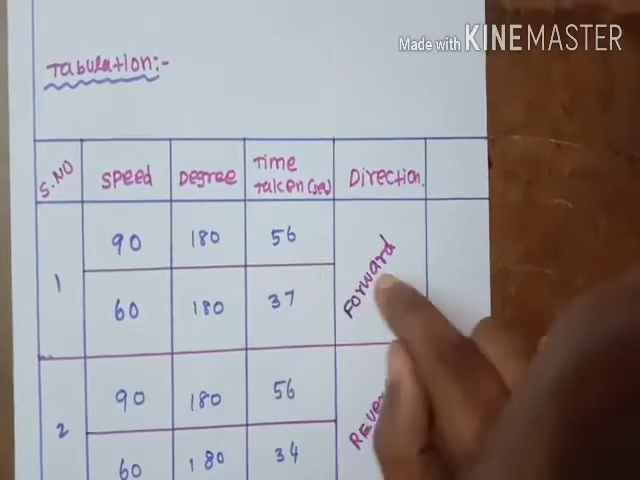 Made with KINEMASTER
Tabulation:-
S.NO Speed Degree Time Taken(sec) Direction.
1 90 180 56 Forward
60 180 37
2 90 180 56
60 180 34